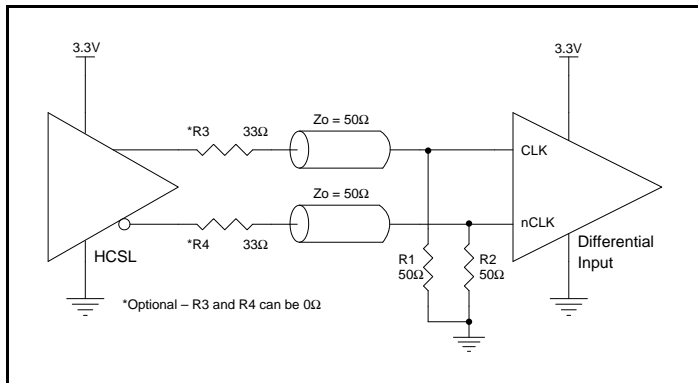 3.3V
3.3V
*R3 33Ω
Zo = 50Ω
CLK
*R4 33Ω
Zo = 50Ω
nCLK
HCSL
R1
50Ω
R2
50Ω
Differential
Input
*Optional – R3 and R4 can be 0Ω